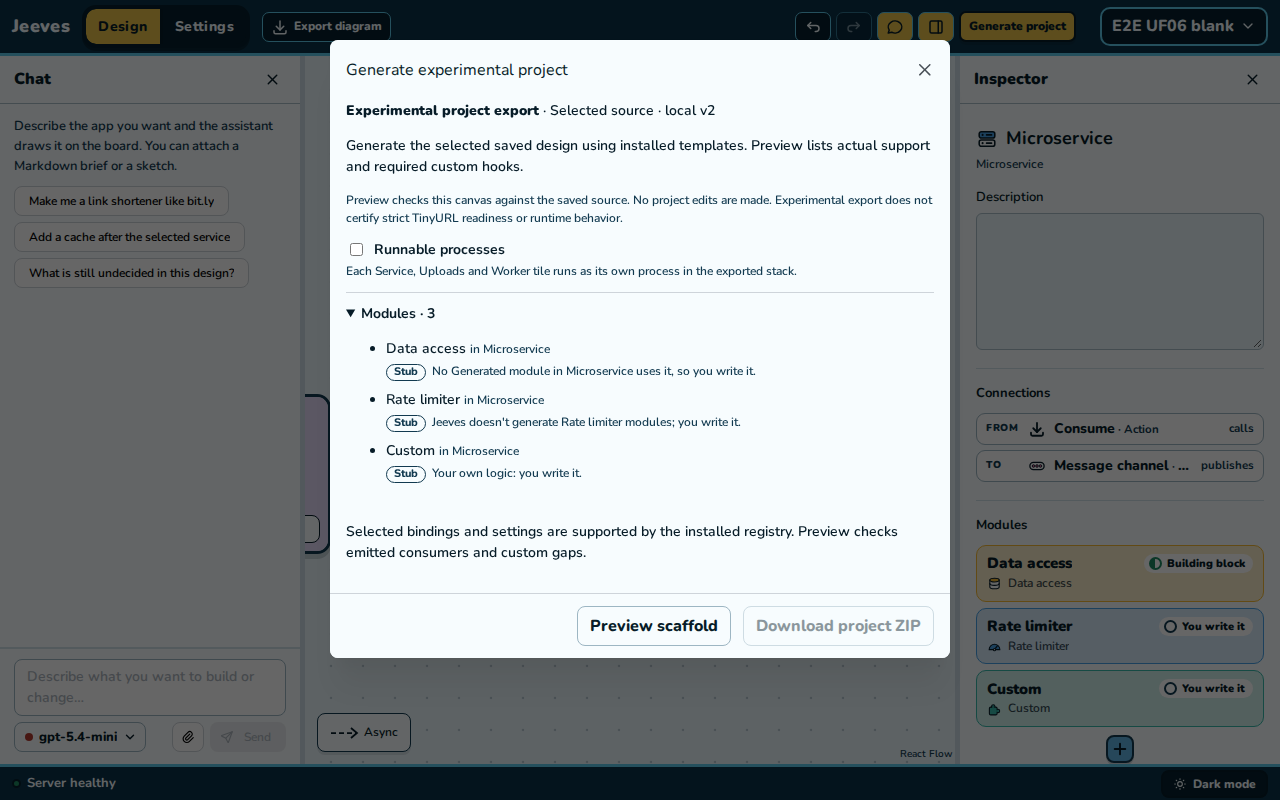 Jeeves
Design
Settings
Export diagram
Generate project
E2E UF06 blank
Chat
Describe the app you want and the assistant
draws it on the board. You can attach a
Markdown brief or a sketch.
Make me a link shortener like bit.ly
Add a cache after the selected service
What is still undecided in this design?
Describe what you want to build or
change...
gpt-5.4-mini
Send
Generate experimental project
Experimental project export · Selected source · local v2
Generate the selected saved design using installed templates. Preview lists actual support
and required custom hooks.
Preview checks this canvas against the saved source. No project edits are made. Experimental export does not
certify strict TinyURL readiness or runtime behavior.
Runnable processes
Each Service, Uploads and Worker tile runs as its own process in the exported stack.
Modules · 3
Data access in Microservice
Stub No Generated module in Microservice uses it, so you write it.
Rate limiter in Microservice
Stub Jeeves doesn't generate Rate limiter modules; you write it.
Custom in Microservice
Stub Your own logic: you write it.
Selected bindings and settings are supported by the installed registry. Preview checks
emitted consumers and custom gaps.
Preview scaffold
Download project ZIP
Async
React Flow
Inspector
Microservice
Microservice
Description
Connections
FROM Consume · Action calls
TO Message channel · ... publishes
Modules
Data access Building block
Data access
Rate limiter You write it
Rate limiter
Custom You write it
Custom
Server healthy
Dark mode